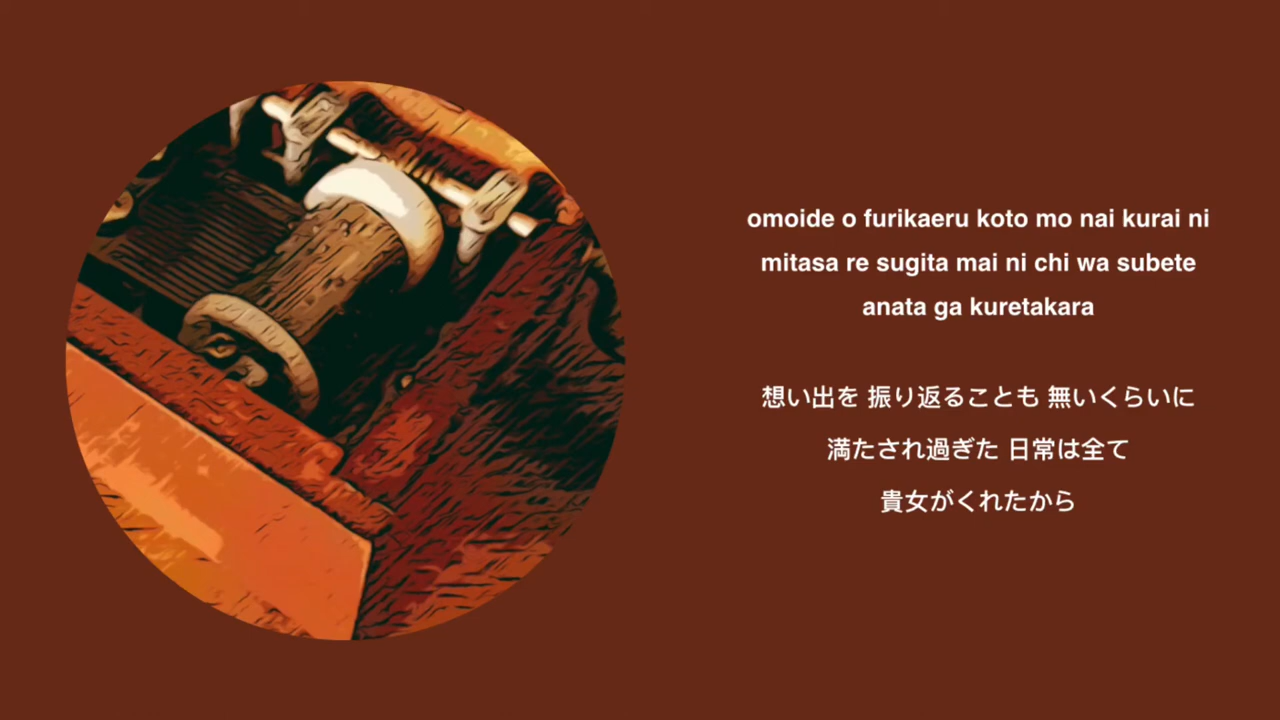 omoide o furikaeru koto mo nai kurai ni
mitasa re sugita mai ni chi wa subete
anata ga kuretakara
想い出を 振り返ることも 無いくらいに
満たされ過ぎた 日常は全て
貴女がくれたから